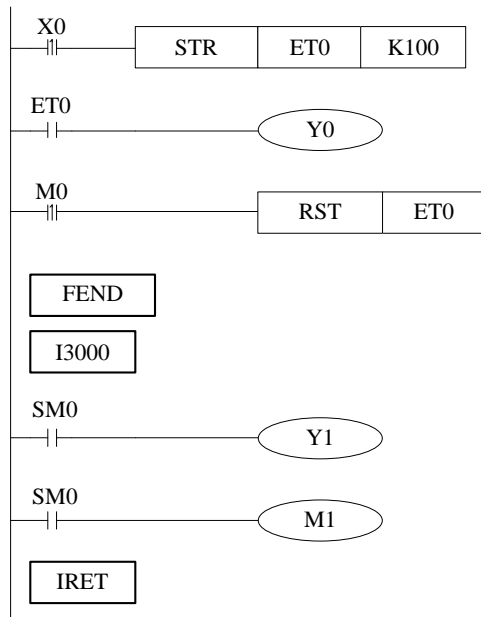 X0
STR ET0 K100
ET0
Y0
M0
RST ET0
FEND
I3000
SM0
Y1
SM0
M1
IRET